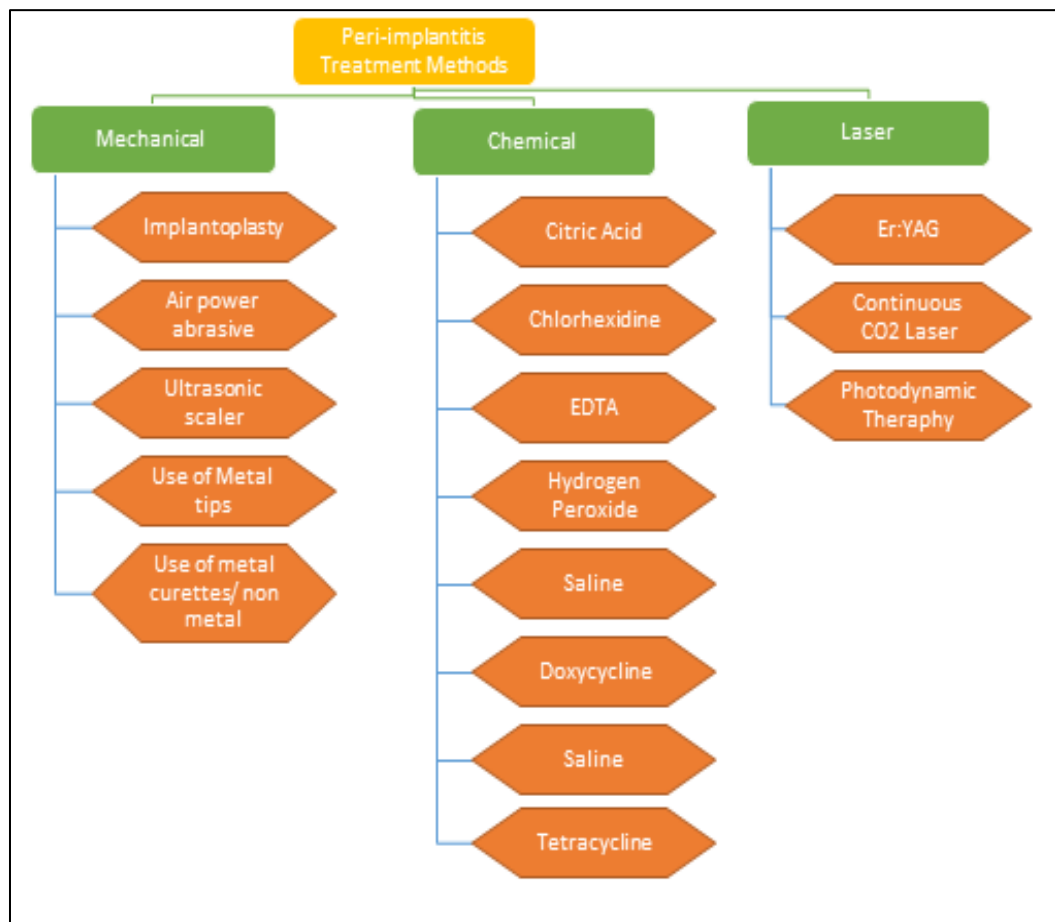 Peri-implantitis
Treatment Methods
Mechanical
Implantoplasty
Air power
abrasive
Ultrasonic
scaler
Use of Metal
tips
Use of metal
curettes/ non
metal
Chemical
Citric Acid
Chlorhexidine
EDTA
Hydrogen
Peroxide
Saline
Doxycycline
Saline
Tetracycline
Laser
Er:YAG
Continuous
CO2 Laser
Photodynamic
Theraphy